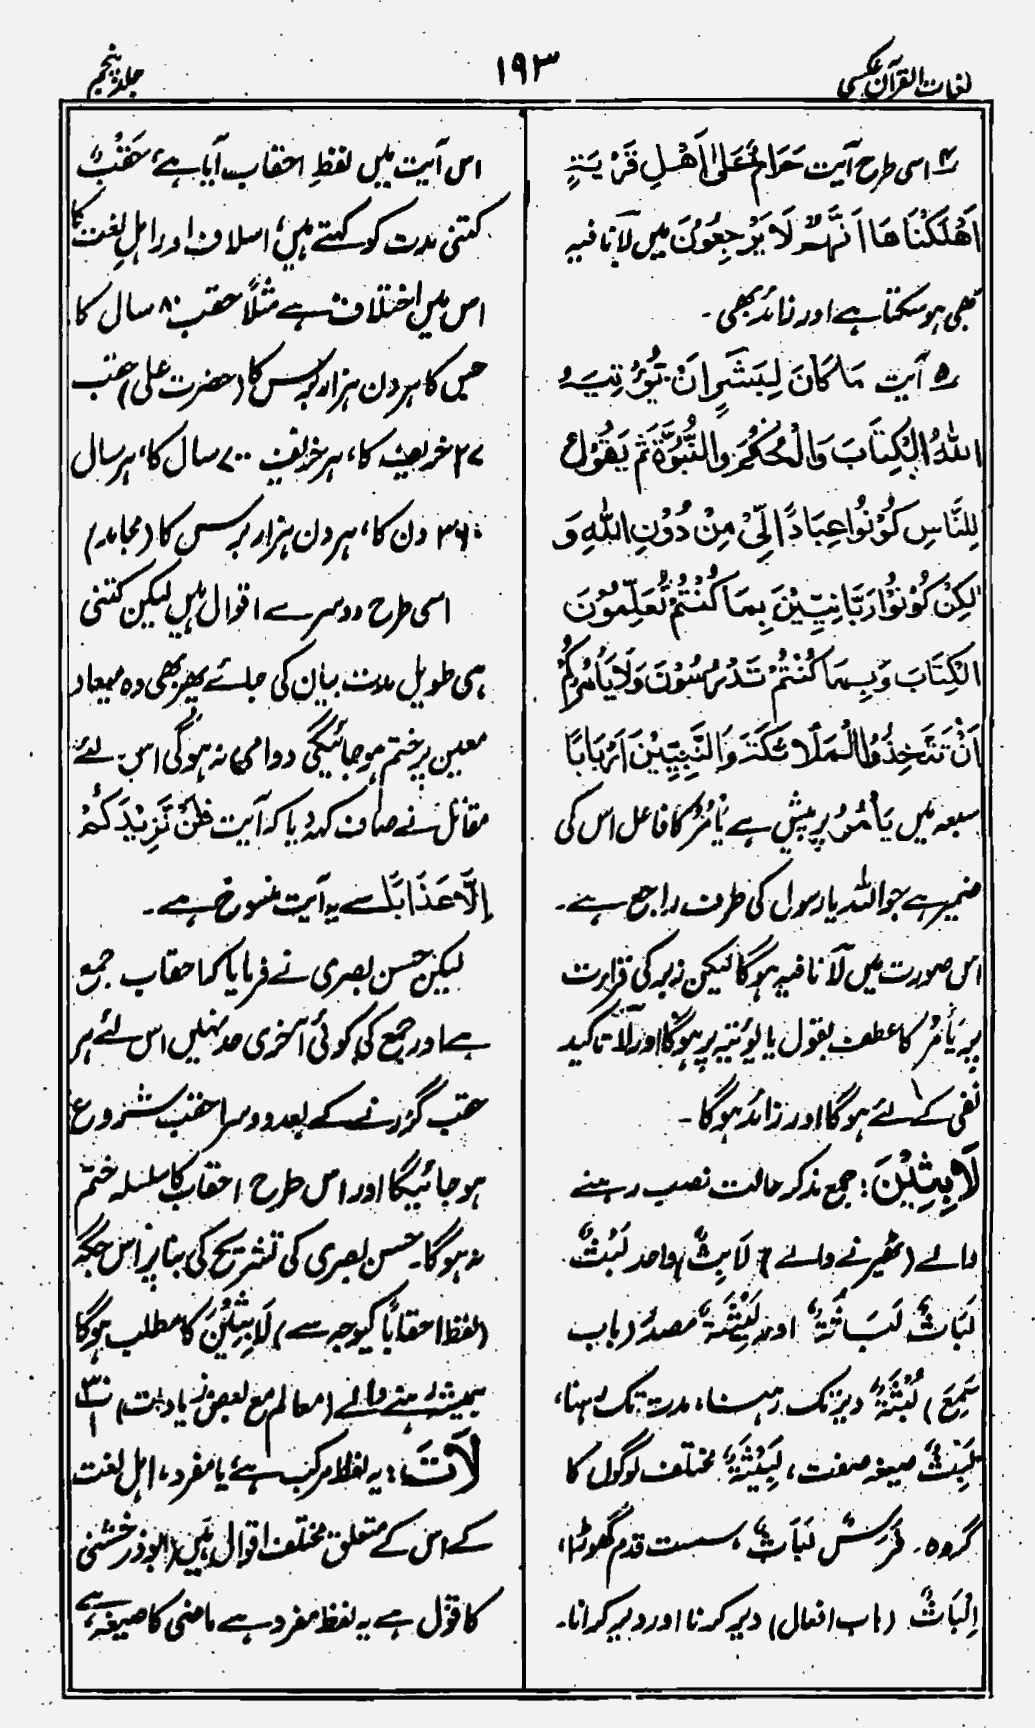 لغات القرآن عکسی
۱۹۳
جلد پنجم
۴؎ اسی طرح آیت حَرَامٌ عَلیٰ اَھْلِ قَرْیَۃٍ
اَھْلَکْنَاھَا اَنَّہُمْ لَا یَرْجِعُوْنَ میں لَا نافیہ
بھی ہو سکتا ہے اور زائد بھی۔
۵؎ آیت مَا کَانَ لِبَشَرٍ اَنْ یُّؤْتِیَہُ
اللّٰہُ الْکِتَابَ وَالْحُکْمَ وَالنُّبُوَّۃَ ثُمَّ یَقُوْلُ
لِلنَّاسِ کُوْنُوْا عِبَادًا لِّیْ مِنْ دُوْنِ اللّٰہِ وَ
لٰکِنْ کُوْنُوْا رَبَّانِیّٖنَ بِمَا کُنْتُمْ تُعَلِّمُوْنَ
الْکِتَابَ وَبِمَا کُنْتُمْ تَدْرُسُوْنَ وَلَا یَأْمُرَکُمْ
اَنْ تَتَّخِذُوا الْمَلَائِکَۃَ وَالنَّبِیّٖنَ اَرْبَابًا
سبعہ میں یَأْمُرُ پر پیش ہے یَأْمُرُ کا فاعل اس کی
ضمیر ہے جو اللہ یا رسول کی طرف راجع ہے۔
اس صورت میں لَا نافیہ ہوگا لیکن زبر کی قرارت
پر یَأْمُرَ کا عطف یقول یا یؤتیہ پر ہوگا اور لَا تاکید
نفی کے لئے ہوگا اور زائد ہوگا۔
لَابِثِیْنَ: جمع مذکر حالت نصب رہنے
والے (ٹھیرنے والے) لَابِثٌ واحد لَبْثٌ
لَبَاثٌ لَبَاثَۃٌ اور لَبِیْثَۃٌ مصدر (باب
سَمِعَ) لُبْثَۃٌ دیر تک رہنا، مدت تک رہنا،
لَبِثٌ صیغہ صفت، لَبِیْثَۃٌ مختلف لوگوں کا
گروہ۔ فَرَسٌ لَبَاثٌ، سست قدم گھوڑا،
اِلْبَاثٌ (باب افعال) دیر کرنا اور دیر کرانا۔
اس آیت میں لفظِ احقاب آیا ہے، حُقْبٌ
کتنی مدت کو کہتے ہیں، اسلاف اور اہلِ لغت کا
اس میں اختلاف ہے مثلاً حقب ۸۰ سال کا
جس کا ہر دن ہزار برس کا (حضرت علی) حقب
۲۷ خریف کا، ہر خریف ۷۰۰ سال کا، ہر سال
۳۶۰ دن کا، ہر دن ہزار برس کا (مجاہد)
اسی طرح دوسرے اقوال ہیں لیکن کتنی
ہی طویل مدت بیان کی جائے پھر بھی وہ میعاد
معین پر ختم ہو جائیگی دوامی نہ ہوگی اس لئے
مقاتل نے صاف کہدیا کہ آیت فَلَنْ نَّزِیْدَکُمْ
اِلَّا عَذَابًا سے یہ آیت منسوخ ہے۔
لیکن حسن بصری نے فرمایا کہ احقاب جمع
ہے اور جمع کی کوئی آخری حد نہیں اس لئے ہر
حقب گزرنے کے بعد دوسرا حقب شروع
ہو جائیگا اور اس طرح احقاب کا سلسلہ ختم
نہ ہوگا۔ حسن بصری کی تشریح کی بنا پر اس جگہ
(لفظ احقابًا کیوجہ سے) لَابِثِیْنَ کا مطلب ہوگا
ہمیشہ رہنے والے (معالم مع بعض زیادات)
لَاتَ: یہ لفظ مرکب ہے یا مفرد، اہل لغت
کے اس کے متعلق مختلف اقوال ہیں (ابوذر خشنی
کا قول ہے یہ لفظ مفرد ہے ماضی کا صیغہ ہے،